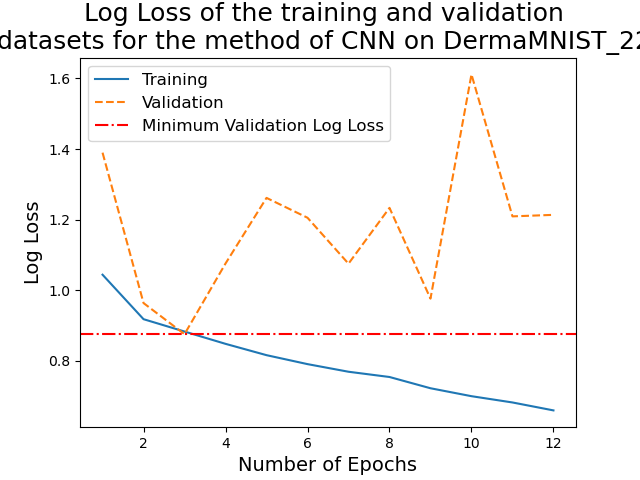 Log Loss of the training and validation
datasets for the method of CNN on DermaMNIST_22
1.6
1.4
1.2
1.0
0.8
Log Loss
Training
Validation
Minimum Validation Log Loss
2
4
6
8
10
12
Number of Epochs